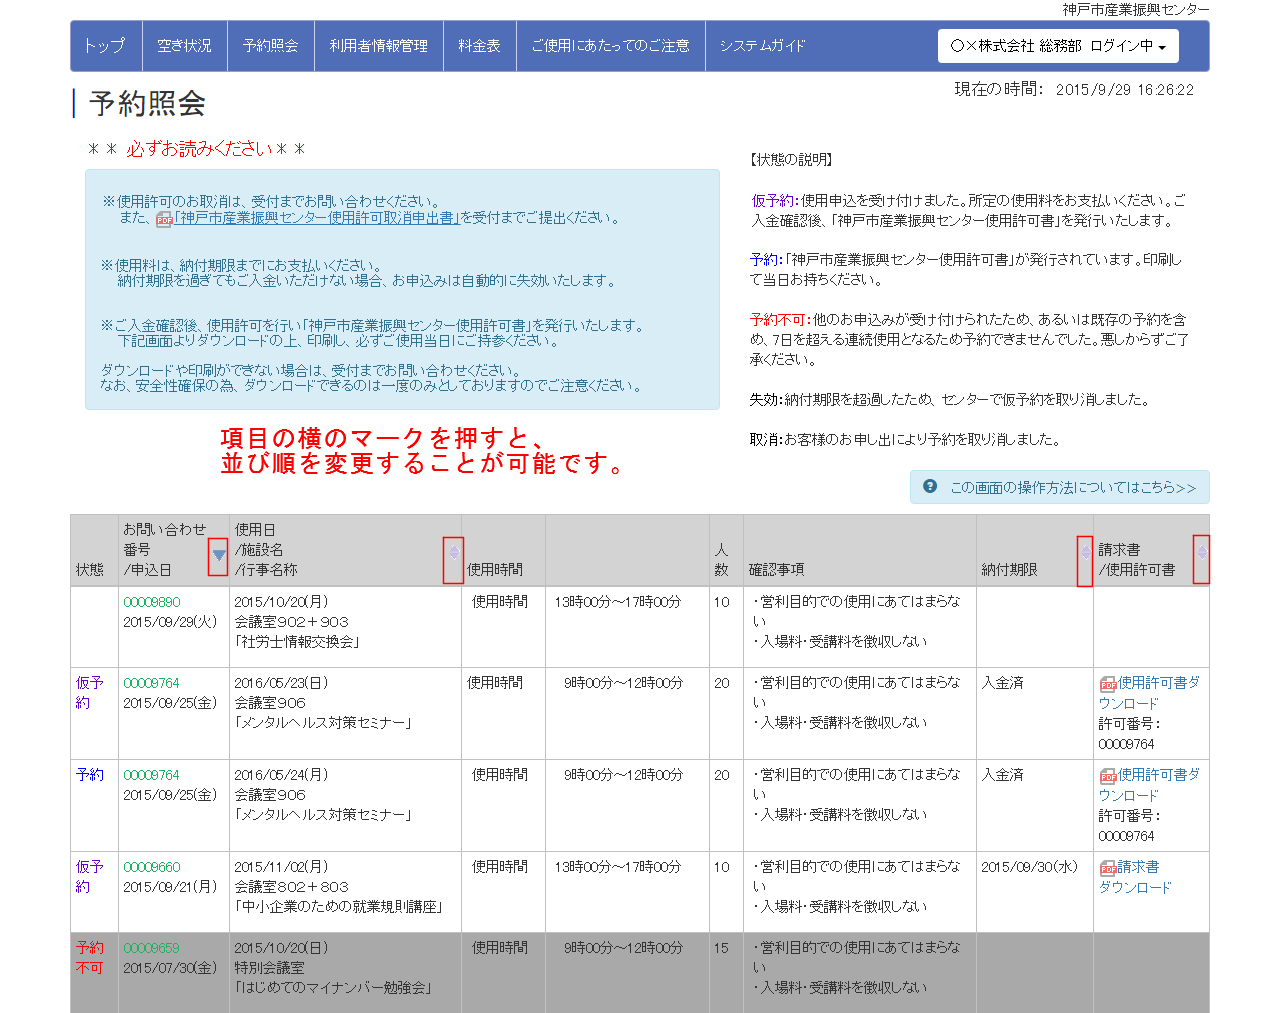 神戸市産業振興センター
トップ 空き状況 予約照会 利用者情報管理 料金表 ご使用にあたってのご注意 システムガイド 〇×株式会社 総務部 ログイン中
現在の時間： 2015/9/29 16:26:22
予約照会
＊＊ 必ずお読みください＊＊
※使用許可のお取消は、受付までお問い合わせください。
また、「神戸市産業振興センター使用許可取消申出書」を受付までご提出ください。
※使用料は、納付期限までにお支払いください。
納付期限を過ぎてもご入金いただけない場合、お申込みは自動的に失効いたします。
※ご入金確認後、使用許可を行い「神戸市産業振興センター使用許可書」を発行いたします。
下記画面よりダウンロードの上、印刷し、必ずご使用当日にご持参ください。
ダウンロードや印刷ができない場合は、受付までお問い合わせください。
なお、安全性確保の為、ダウンロードできるのは一度のみとしておりますのでご注意ください。
【状態の説明】
仮予約：使用申込を受け付けました。所定の使用料をお支払いください。ご
入金確認後、「神戸市産業振興センター使用許可書」を発行いたします。
予約：「神戸市産業振興センター使用許可書」が発行されています。印刷し
て当日お持ちください。
予約不可：他のお申込みが受け付けられたため、あるいは既存の予約を含
め、7日を超える連続使用となるため予約できませんでした。悪しからずご了
承ください。
失効：納付期限を超過したため、センターで仮予約を取り消しました。
取消：お客様のお申し出により予約を取り消しました。
項目の横のマークを押すと、
並び順を変更することが可能です。
この画面の操作方法についてはこちら>>
状態
お問い合わせ
番号
/申込日
使用日
/施設名
/行事名称
使用時間
人
数
確認事項
納付期限
請求書
/使用許可書
00009890
2015/09/29(火)
2015/10/20(月)
会議室９０２＋９０３
「社労士情報交換会」
使用時間
13時00分～17時00分
10
・営利目的での使用にあてはまらな
い
・入場料・受講料を徴収しない
仮予
約
00009764
2015/09/25(金)
2016/05/23(日)
会議室９０６
「メンタルヘルス対策セミナー」
使用時間
9時00分～12時00分
20
・営利目的での使用にあてはまらな
い
・入場料・受講料を徴収しない
入金済
使用許可書ダ
ウンロード
許可番号：
00009764
予約
00009764
2015/09/25(金)
2016/05/24(月)
会議室９０６
「メンタルヘルス対策セミナー」
使用時間
9時00分～12時00分
20
・営利目的での使用にあてはまらな
い
・入場料・受講料を徴収しない
入金済
使用許可書ダ
ウンロード
許可番号：
00009764
仮予
約
00009660
2015/09/21(月)
2015/11/02(月)
会議室８０２＋８０３
「中小企業のための就業規則講座」
使用時間
13時00分～17時00分
10
・営利目的での使用にあてはまらな
い
・入場料・受講料を徴収しない
2015/09/30(水)
請求書
ダウンロード
予約
不可
00009659
2015/07/30(金)
2015/10/20(日)
特別会議室
「はじめてのマイナンバー勉強会」
使用時間
9時00分～12時00分
15
・営利目的での使用にあてはまらな
い
・入場料・受講料を徴収しない